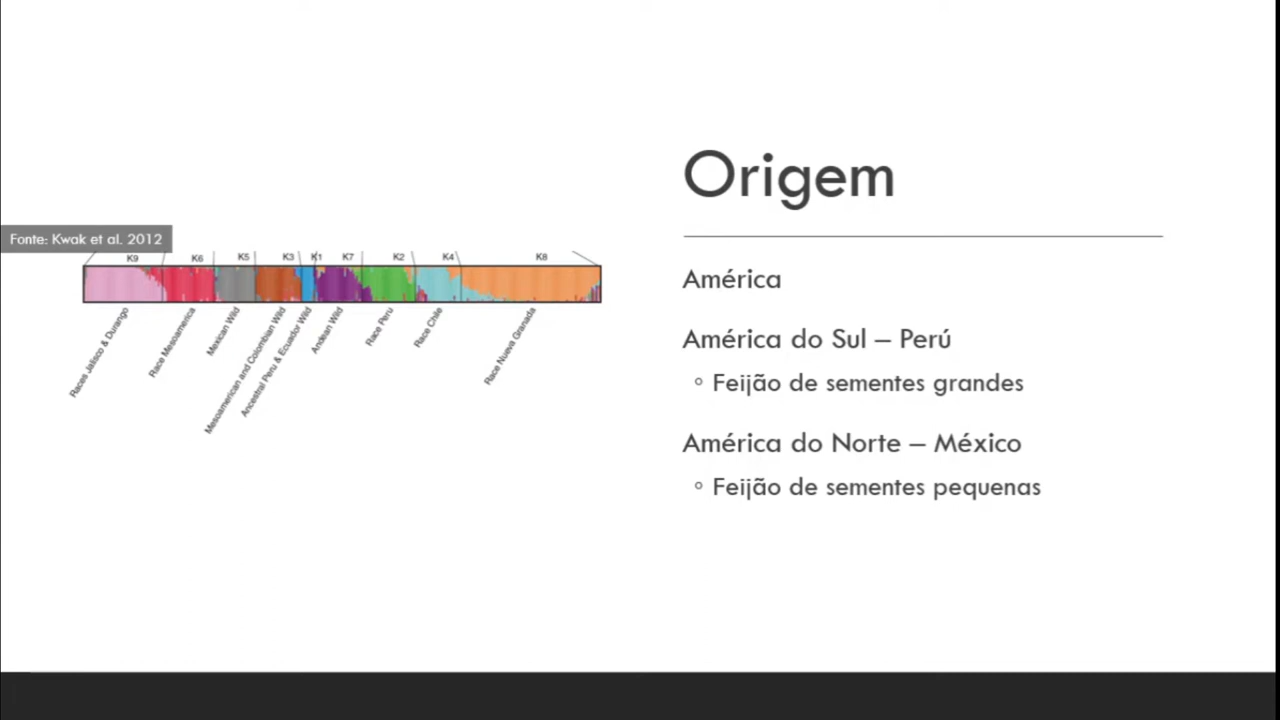 Fonte: Kwak et al. 2012
K9 K6 K5 K3 K1 K7 K2 K4 K8
Races Jalisco & Durango
Race Mesoamerica
Mexican Wild
Mesoamerican and Colombian Wild
Ancestral Peru & Ecuador Wild
Andean Wild
Race Peru
Race Chile
Race Nueva Granada
Origem
América
América do Sul – Perú
Feijão de sementes grandes
América do Norte – México
Feijão de sementes pequenas